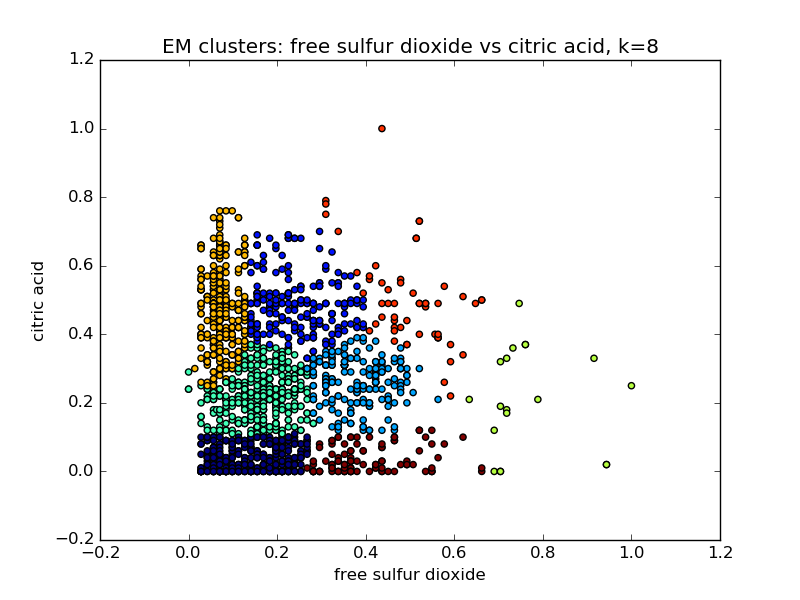 EM clusters: free sulfur dioxide vs citric acid, k=8
1.2
1.0
0.8
0.6
0.4
0.2
0.0
−0.2
citric acid
−0.2 0.0 0.2 0.4 0.6 0.8 1.0 1.2
free sulfur dioxide